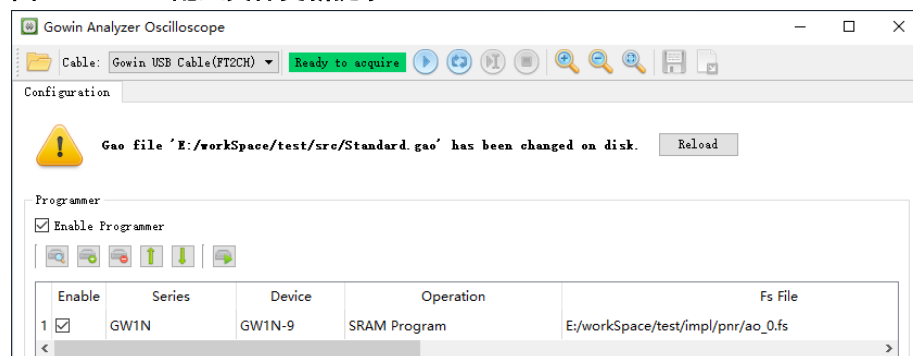 Gowin Analyzer Oscilloscope
Cable: Gowin USB Cable(FT2CH) Ready to acquire
Configuration
Gao file 'E:/workSpace/test/src/Standard.gao' has been changed on disk. Reload
Programmer
Enable Programmer
Enable Series Device Operation Fs File
1 GW1N GW1N-9 SRAM Program E:/workSpace/test/impl/pnr/ao_0.fs